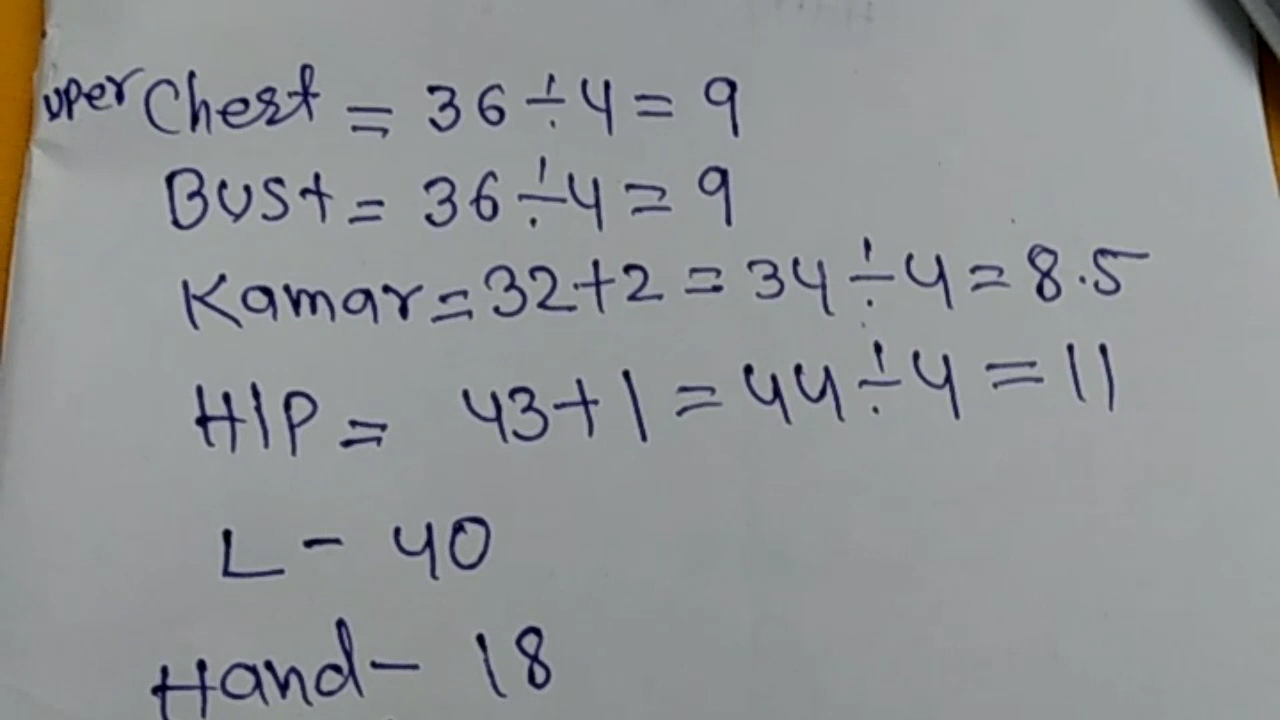 uper Chest = 36 ÷ 4 = 9
Bust = 36 ÷ 4 = 9
Kamar = 32 + 2 = 34 ÷ 4 = 8.5
HIP = 43 + 1 = 44 ÷ 4 = 11
L - 40
Hand - 18